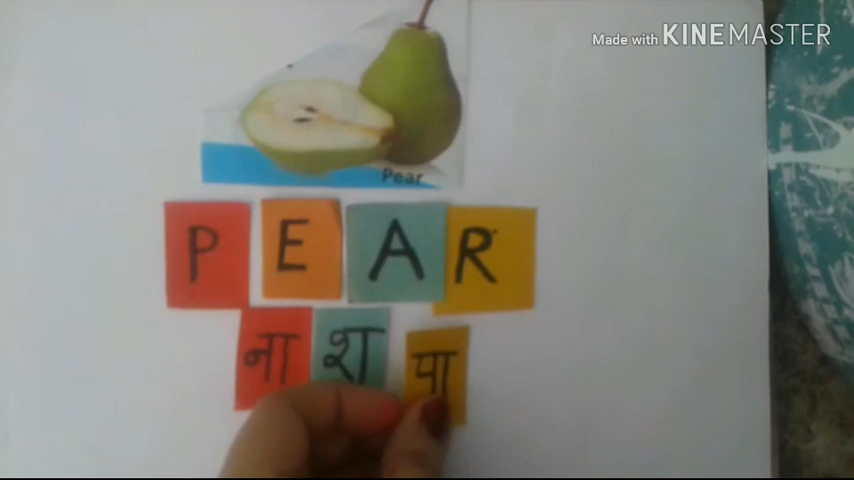 Made with KINEMASTER
Pear
PEAR
ना श पा